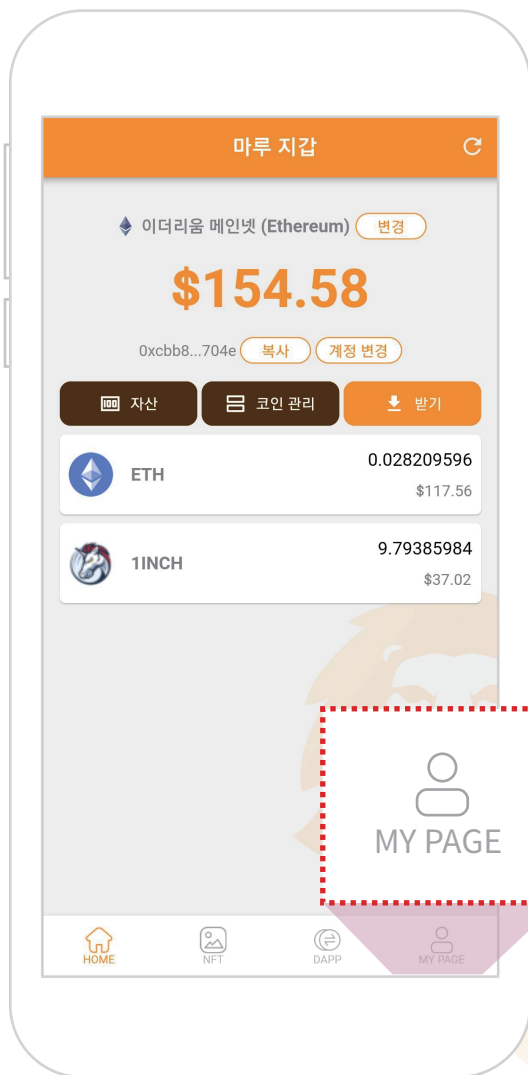 마루 지갑
이더리움 메인넷 (Ethereum) 변경
$154.58
0xcbb8...704e 복사 계정 변경
자산 코인 관리 받기
ETH 0.028209596
$117.56
1INCH 9.79385984
$37.02
MY PAGE
HOME NFT DAPP MY PAGE